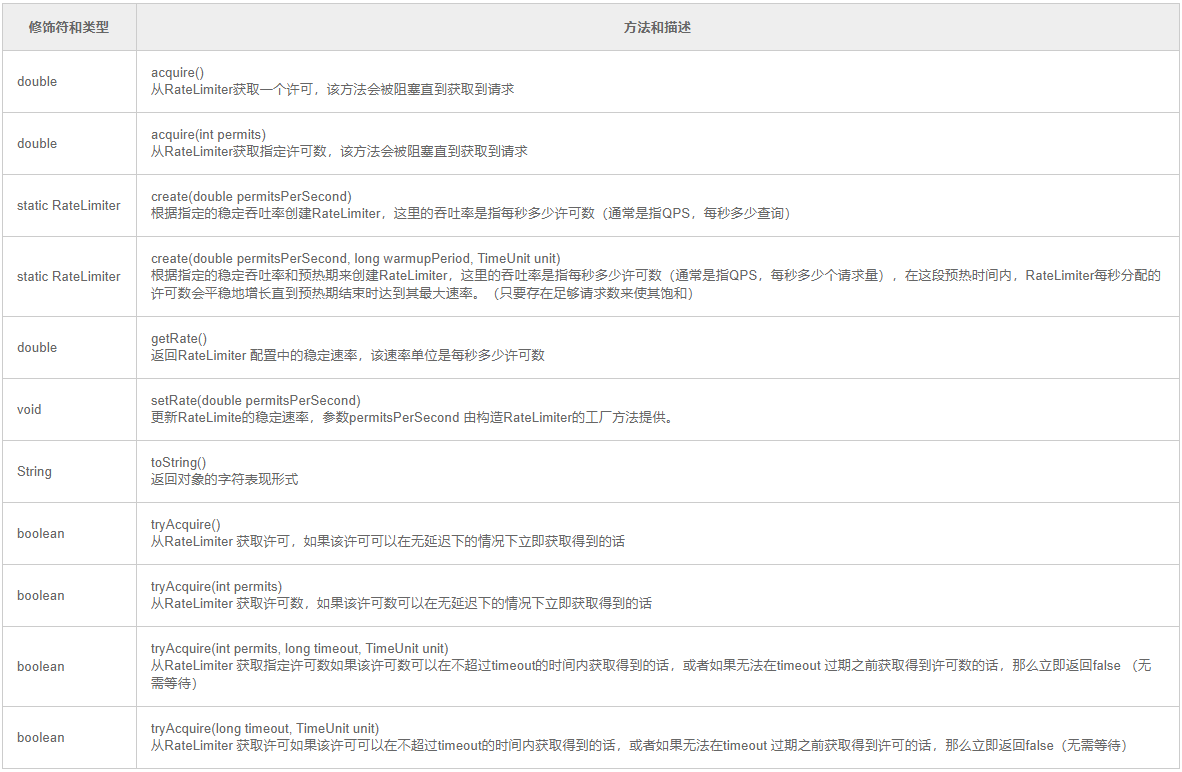 修饰符和类型
方法和描述
double
acquire()
从RateLimiter获取一个许可，该方法会被阻塞直到获取到请求
double
acquire(int permits)
从RateLimiter获取指定许可数，该方法会被阻塞直到获取到请求
static RateLimiter
create(double permitsPerSecond)
根据指定的稳定吞吐率创建RateLimiter，这里的吞吐率是指每秒多少许可数（通常是指QPS，每秒多少查询）
static RateLimiter
create(double permitsPerSecond, long warmupPeriod, TimeUnit unit)
根据指定的稳定吞吐率和预热期来创建RateLimiter，这里的吞吐率是指每秒多少许可数（通常是指QPS，每秒多少个请求量），在这段预热时间内，RateLimiter每秒分配的
许可数会平稳地增长直到预热期结束时达到其最大速率。（只要存在足够请求数来使其饱和）
double
getRate()
返回RateLimiter 配置中的稳定速率，该速率单位是每秒多少许可数
void
setRate(double permitsPerSecond)
更新RateLimite的稳定速率，参数permitsPerSecond 由构造RateLimiter的工厂方法提供。
String
toString()
返回对象的字符表现形式
boolean
tryAcquire()
从RateLimiter 获取许可，如果该许可可以在无延迟下的情况下立即获取得到的话
boolean
tryAcquire(int permits)
从RateLimiter 获取许可数，如果该许可数可以在无延迟下的情况下立即获取得到的话
boolean
tryAcquire(int permits, long timeout, TimeUnit unit)
从RateLimiter 获取指定许可数如果该许可数可以在不超过timeout的时间内获取得到的话，或者如果无法在timeout 过期之前获取得到许可数的话，那么立即返回false （无
需等待）
boolean
tryAcquire(long timeout, TimeUnit unit)
从RateLimiter 获取许可如果该许可可以在不超过timeout的时间内获取得到的话，或者如果无法在timeout 过期之前获取得到许可的话，那么立即返回false（无需等待）